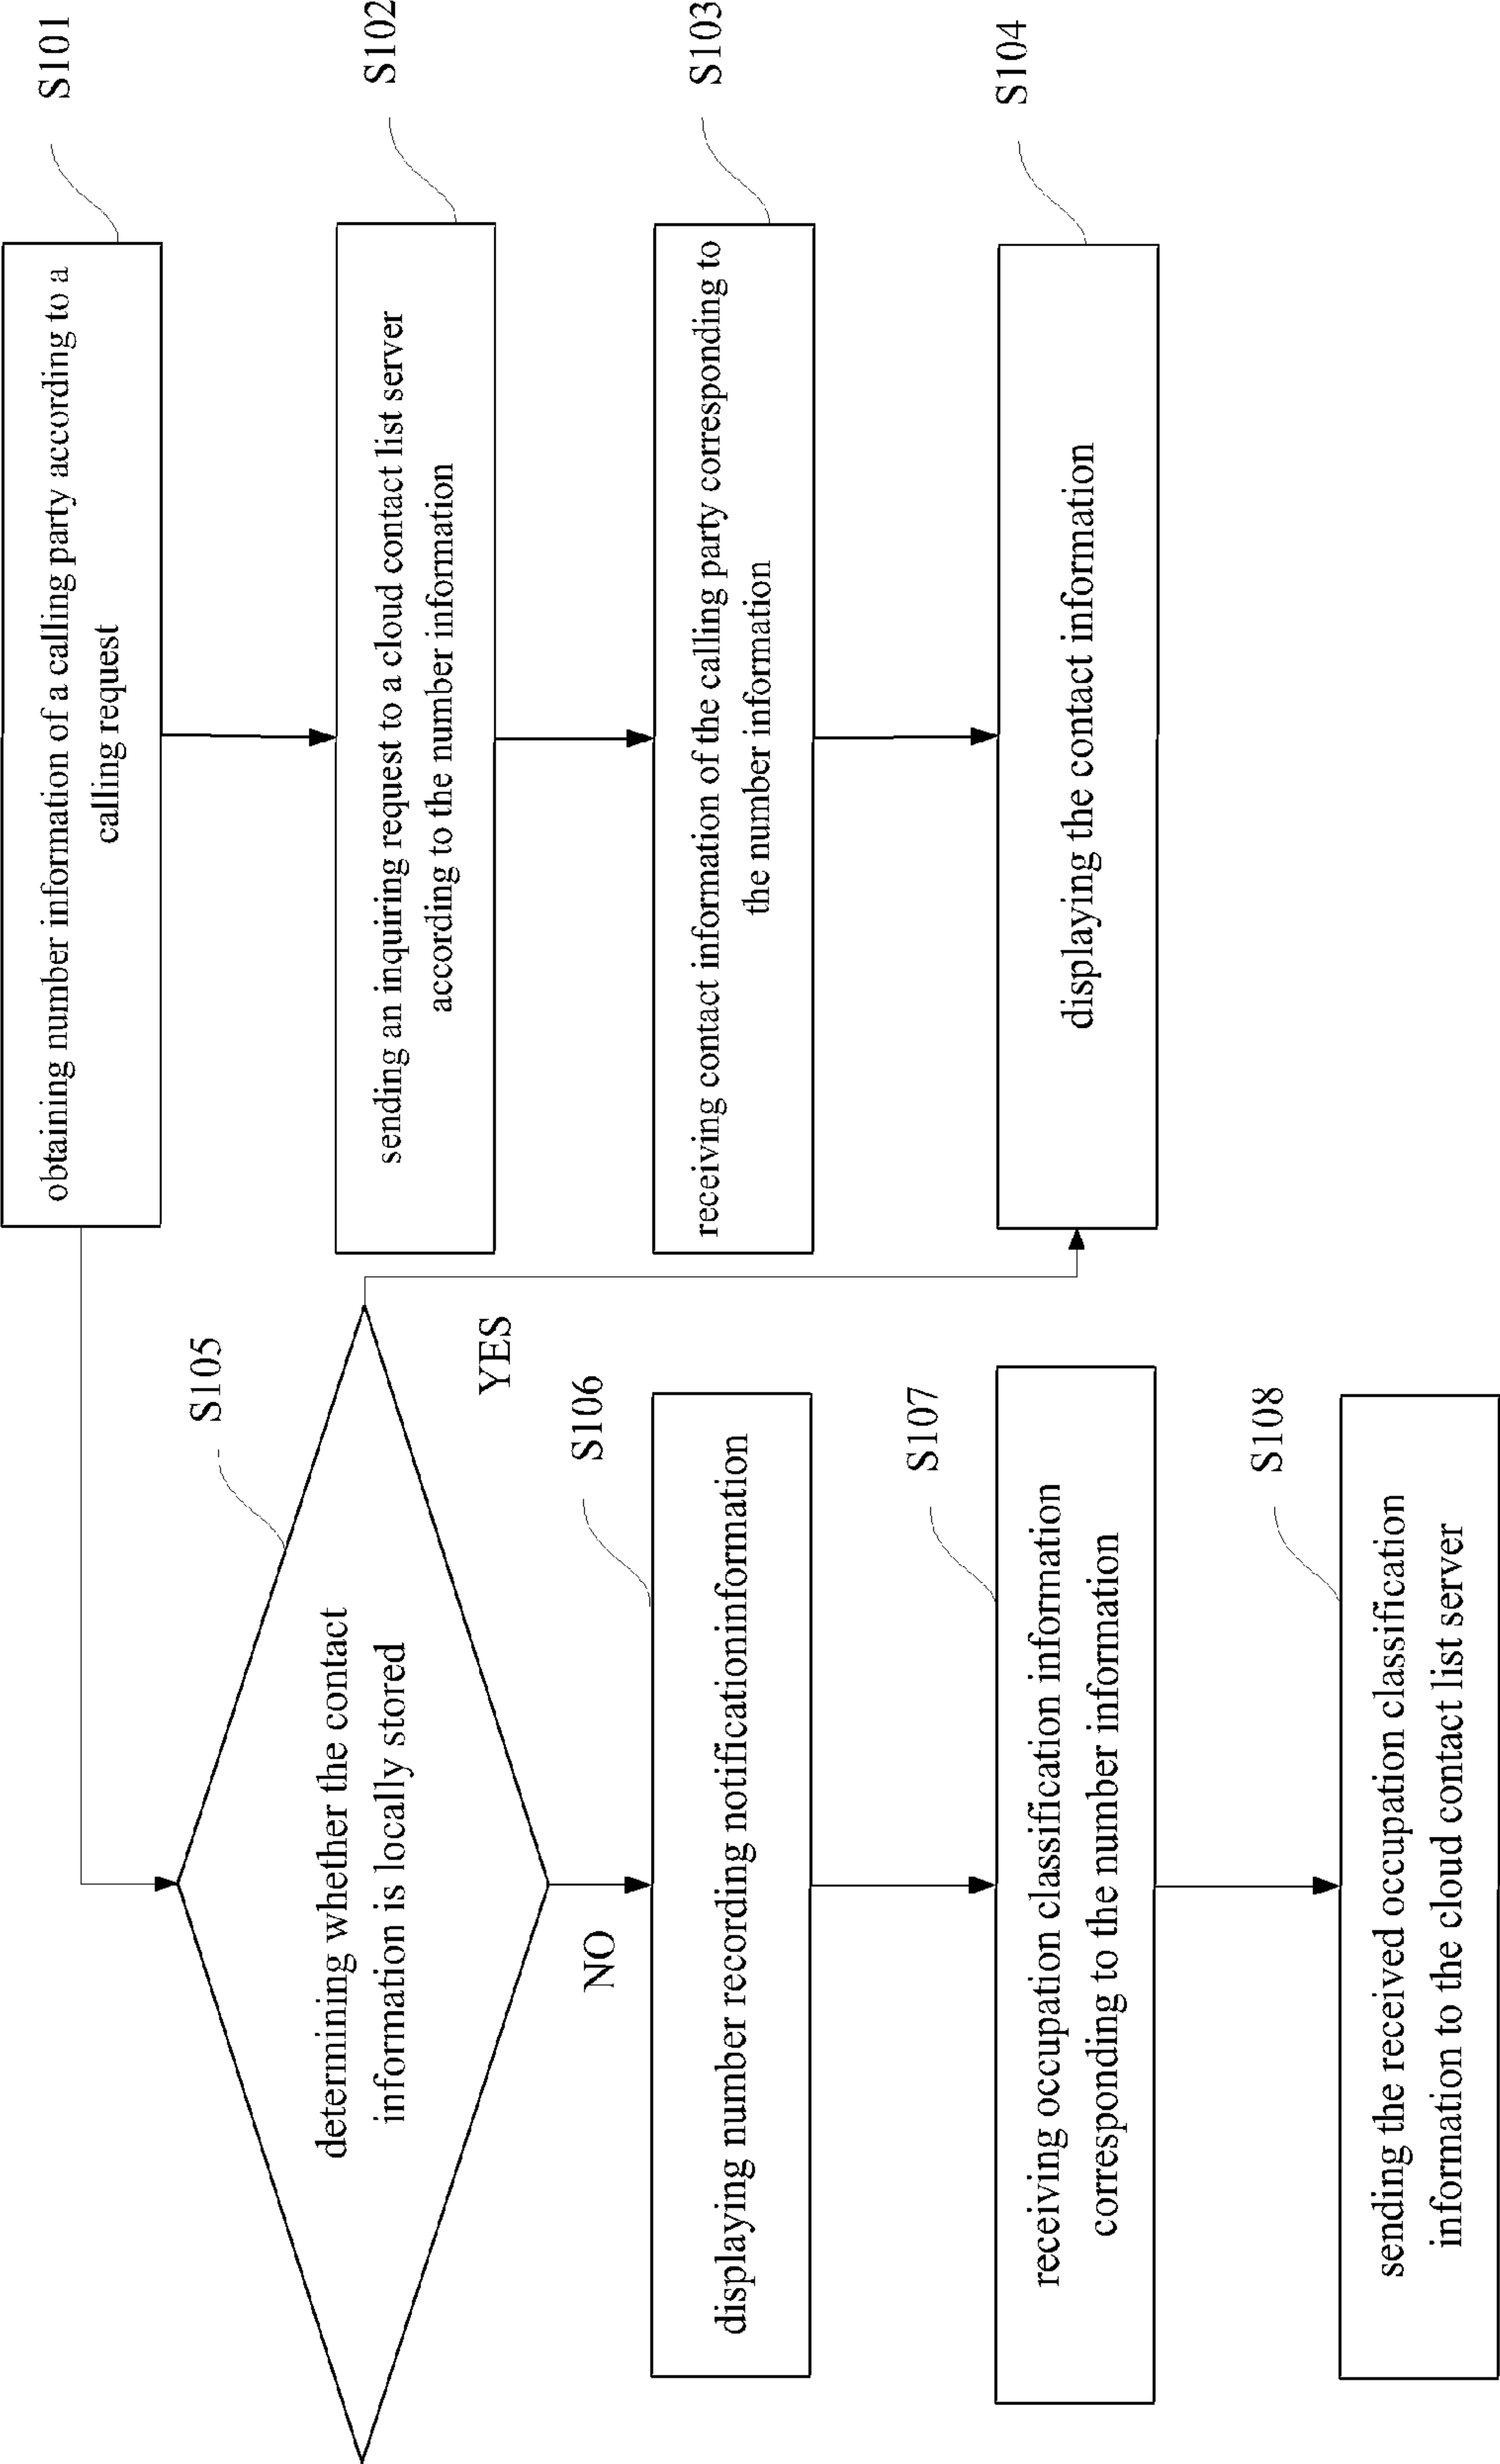 S101
obtaining number information of a calling party according to a
calling request
S102
sending an inquiring request to a cloud contact list server
according to the number information
S103
receiving contact information of the calling party corresponding to
the number information
S104
displaying the contact information
S105
determining whether the contact
information is locally stored
YES
NO
S106
displaying number recording notificationinformation
S107
receiving occupation classification information
corresponding to the number information
S108
sending the received occupation classification
information to the cloud contact list server